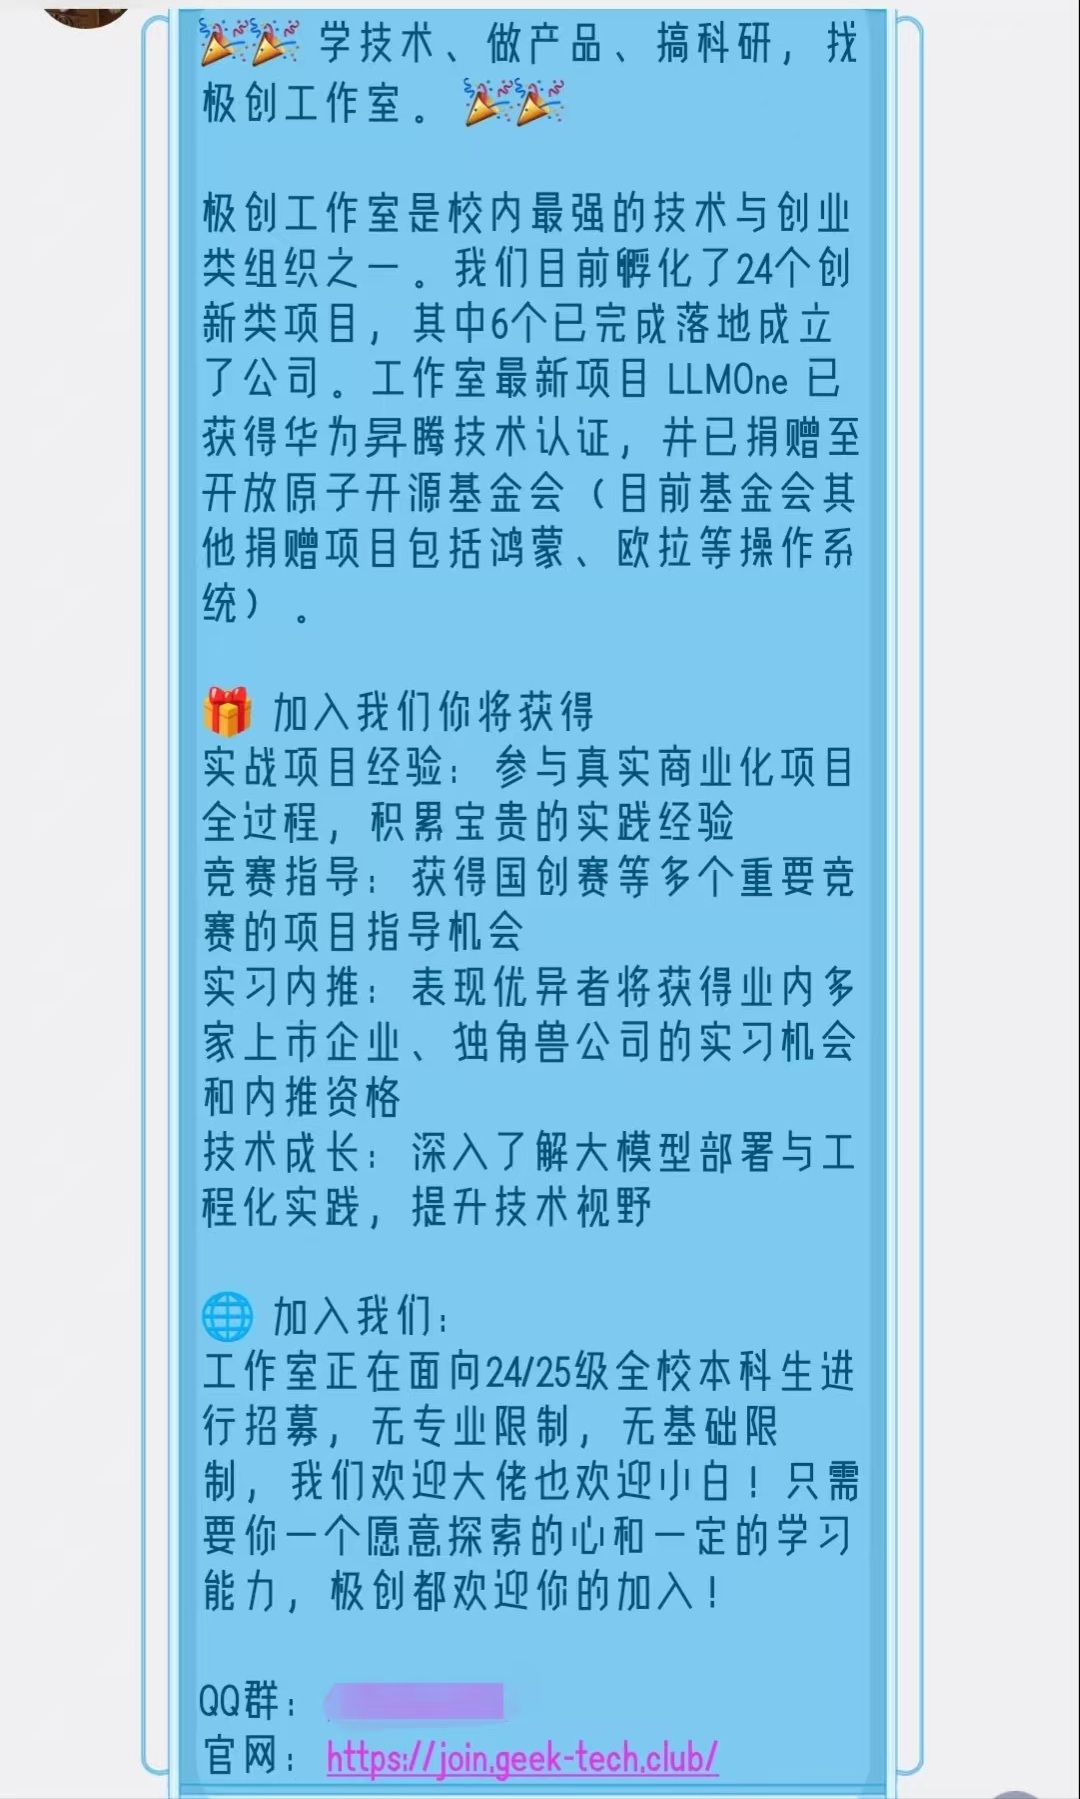 🎉🎉 学技术、做产品、搞科研，找
极创工作室。🎉🎉
极创工作室是校内最强的技术与创业
类组织之一。我们目前孵化了24个创
新类项目，其中6个已完成落地成立
了公司。工作室最新项目 LLMOne 已
获得华为昇腾技术认证，并已捐赠至
开放原子开源基金会（目前基金会其
他捐赠项目包括鸿蒙、欧拉等操作系
统）。
🎁 加入我们你将获得
实战项目经验：参与真实商业化项目
全过程，积累宝贵的实践经验
竞赛指导：获得国创赛等多个重要竞
赛的项目指导机会
实习内推：表现优异者将获得业内多
家上市企业、独角兽公司的实习机会
和内推资格
技术成长：深入了解大模型部署与工
程化实践，提升技术视野
🌐 加入我们：
工作室正在面向24/25级全校本科生进
行招募，无专业限制，无基础限
制，我们欢迎大佬也欢迎小白！只需
要你一个愿意探索的心和一定的学习
能力，极创都欢迎你的加入！
QQ群：
官网：https://join.geek-tech.club/